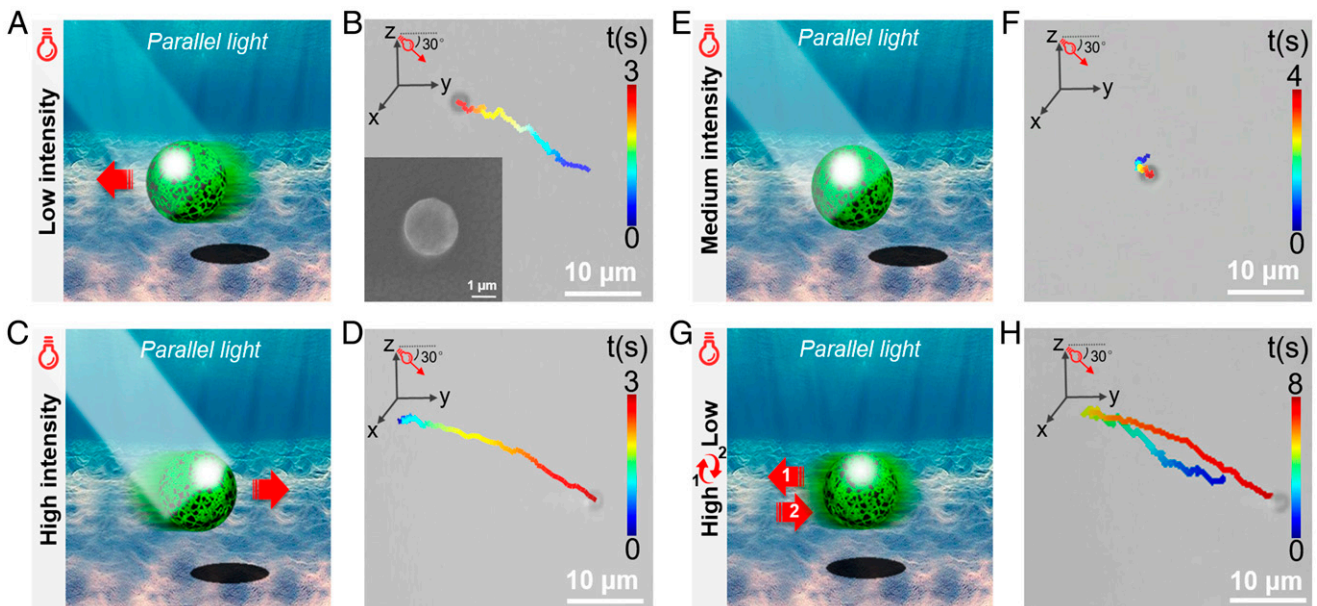 A
Parallel light
Low intensity
B
z
30°
y
x
t(s)
3
0
1 μm
10 μm
E
Parallel light
Medium intensity
F
z
30°
y
x
t(s)
4
0
10 μm
C
Parallel light
High intensity
D
z
30°
y
x
t(s)
3
0
10 μm
G
Parallel light
High 1 2 Low
1
2
H
z
30°
y
x
t(s)
8
0
10 μm